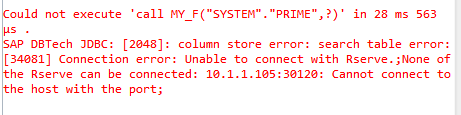 Could not execute 'call MY_F("SYSTEM"."PRIME",?)' in 28 ms 563
µs .
SAP DBTech JDBC: [2048]: column store error: search table error:
[34081] Connection error: Unable to connect with Rserve.;None of
the Rserve can be connected: 10.1.1.105:30120: Cannot connect to
the host with the port;